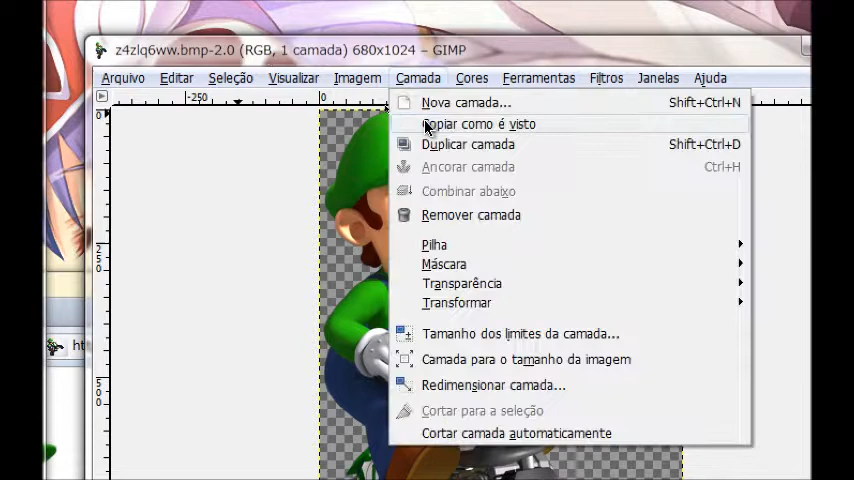 z4zlq6ww.bmp-2.0 (RGB, 1 camada) 680x1024 – GIMP
Arquivo Editar Seleção Visualizar Imagem Camada Cores Ferramentas Filtros Janelas Ajuda
-250 0
Nova camada... Shift+Ctrl+N
Copiar como é visto
Duplicar camada Shift+Ctrl+D
Ancorar camada Ctrl+H
Combinar abaixo
Remover camada
Pilha
Máscara
Transparência
Transformar
Tamanho dos limites da camada...
Camada para o tamanho da imagem
Redimensionar camada...
Cortar para a seleção
Cortar camada automaticamente
0
250
500